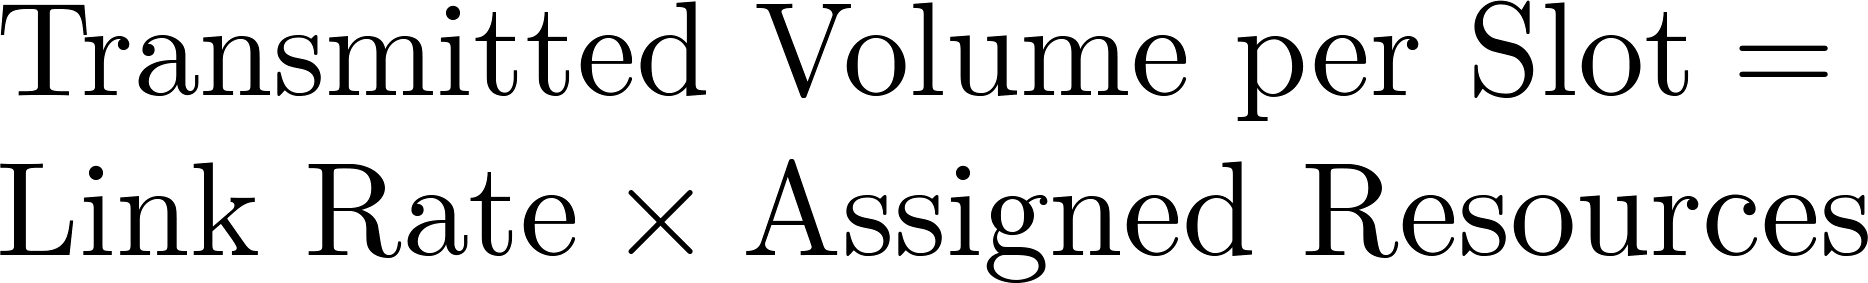 Transmitted Volume per Slot =
Link Rate × Assigned Resources